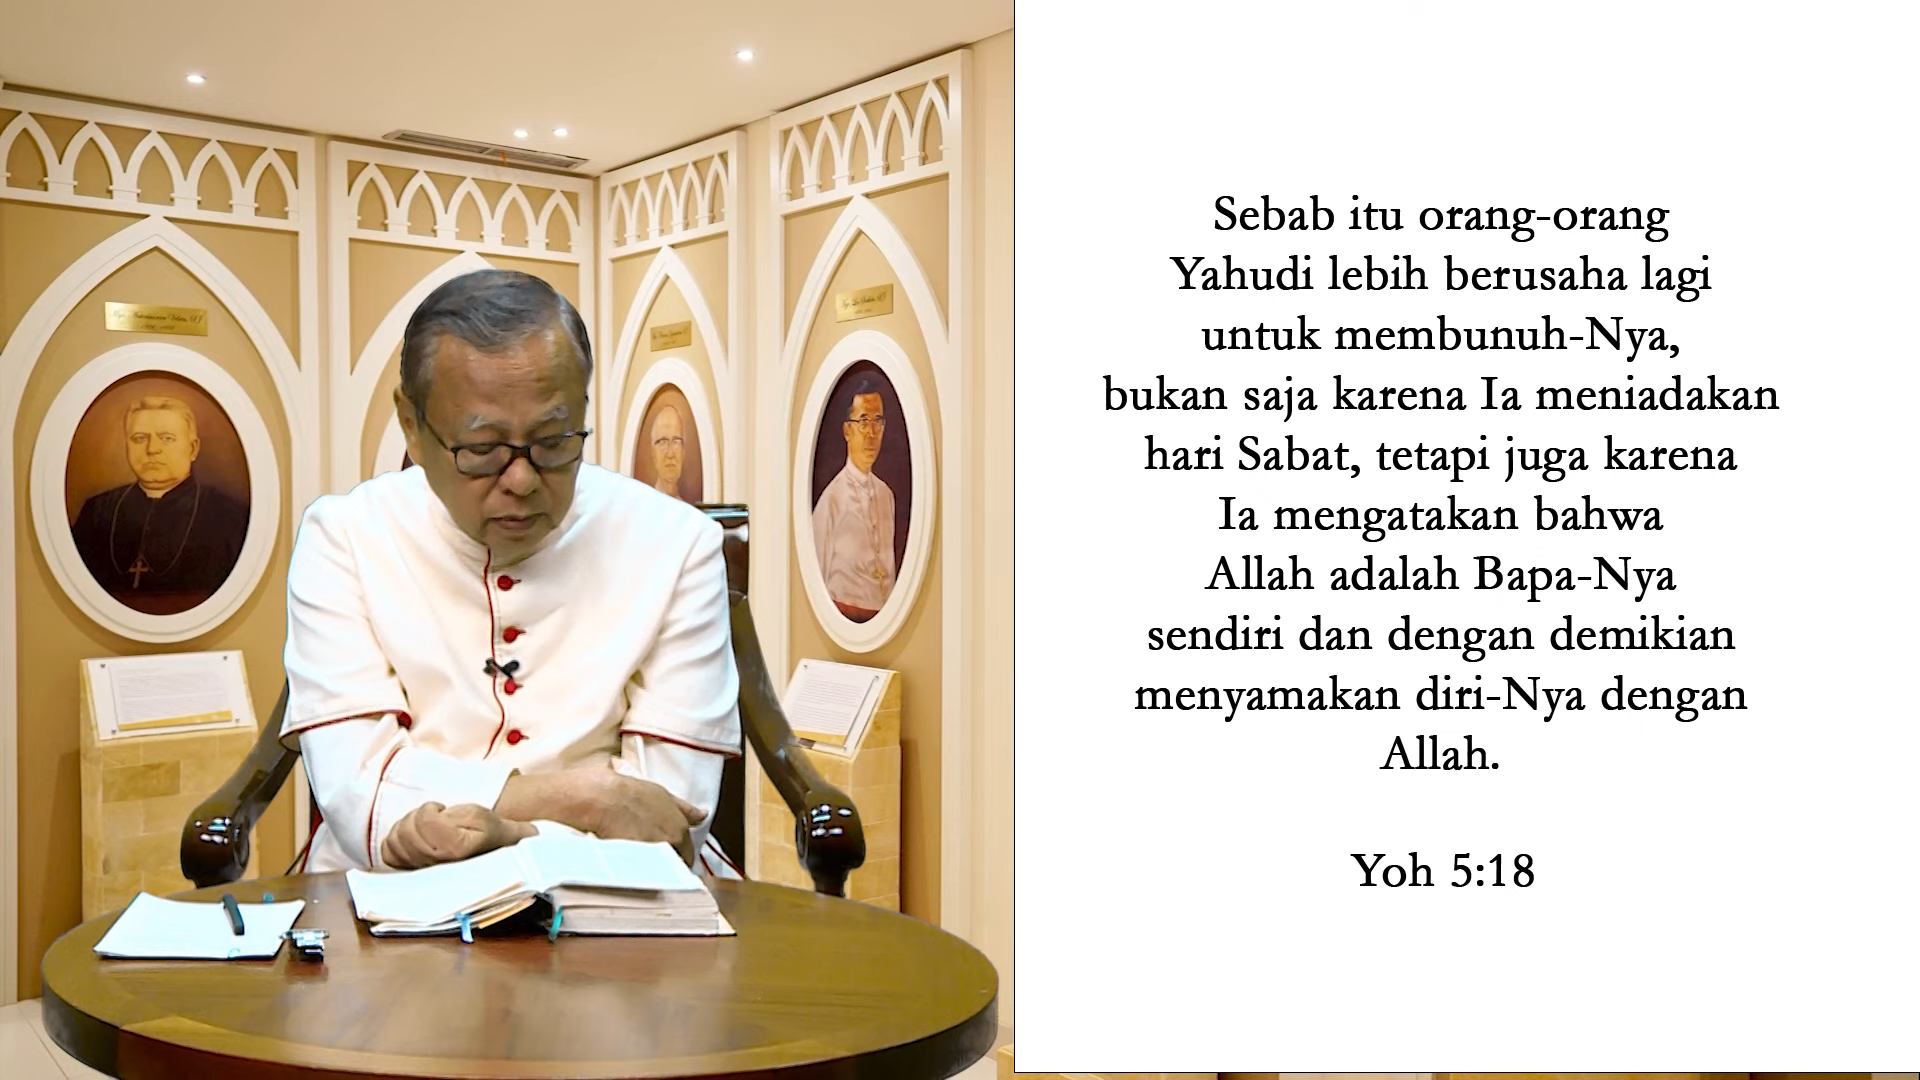 Sebab itu orang-orang
Yahudi lebih berusaha lagi
untuk membunuh-Nya,
bukan saja karena Ia meniadakan
hari Sabat, tetapi juga karena
Ia mengatakan bahwa
Allah adalah Bapa-Nya
sendiri dan dengan demikian
menyamakan diri-Nya dengan
Allah.
Yoh 5:18